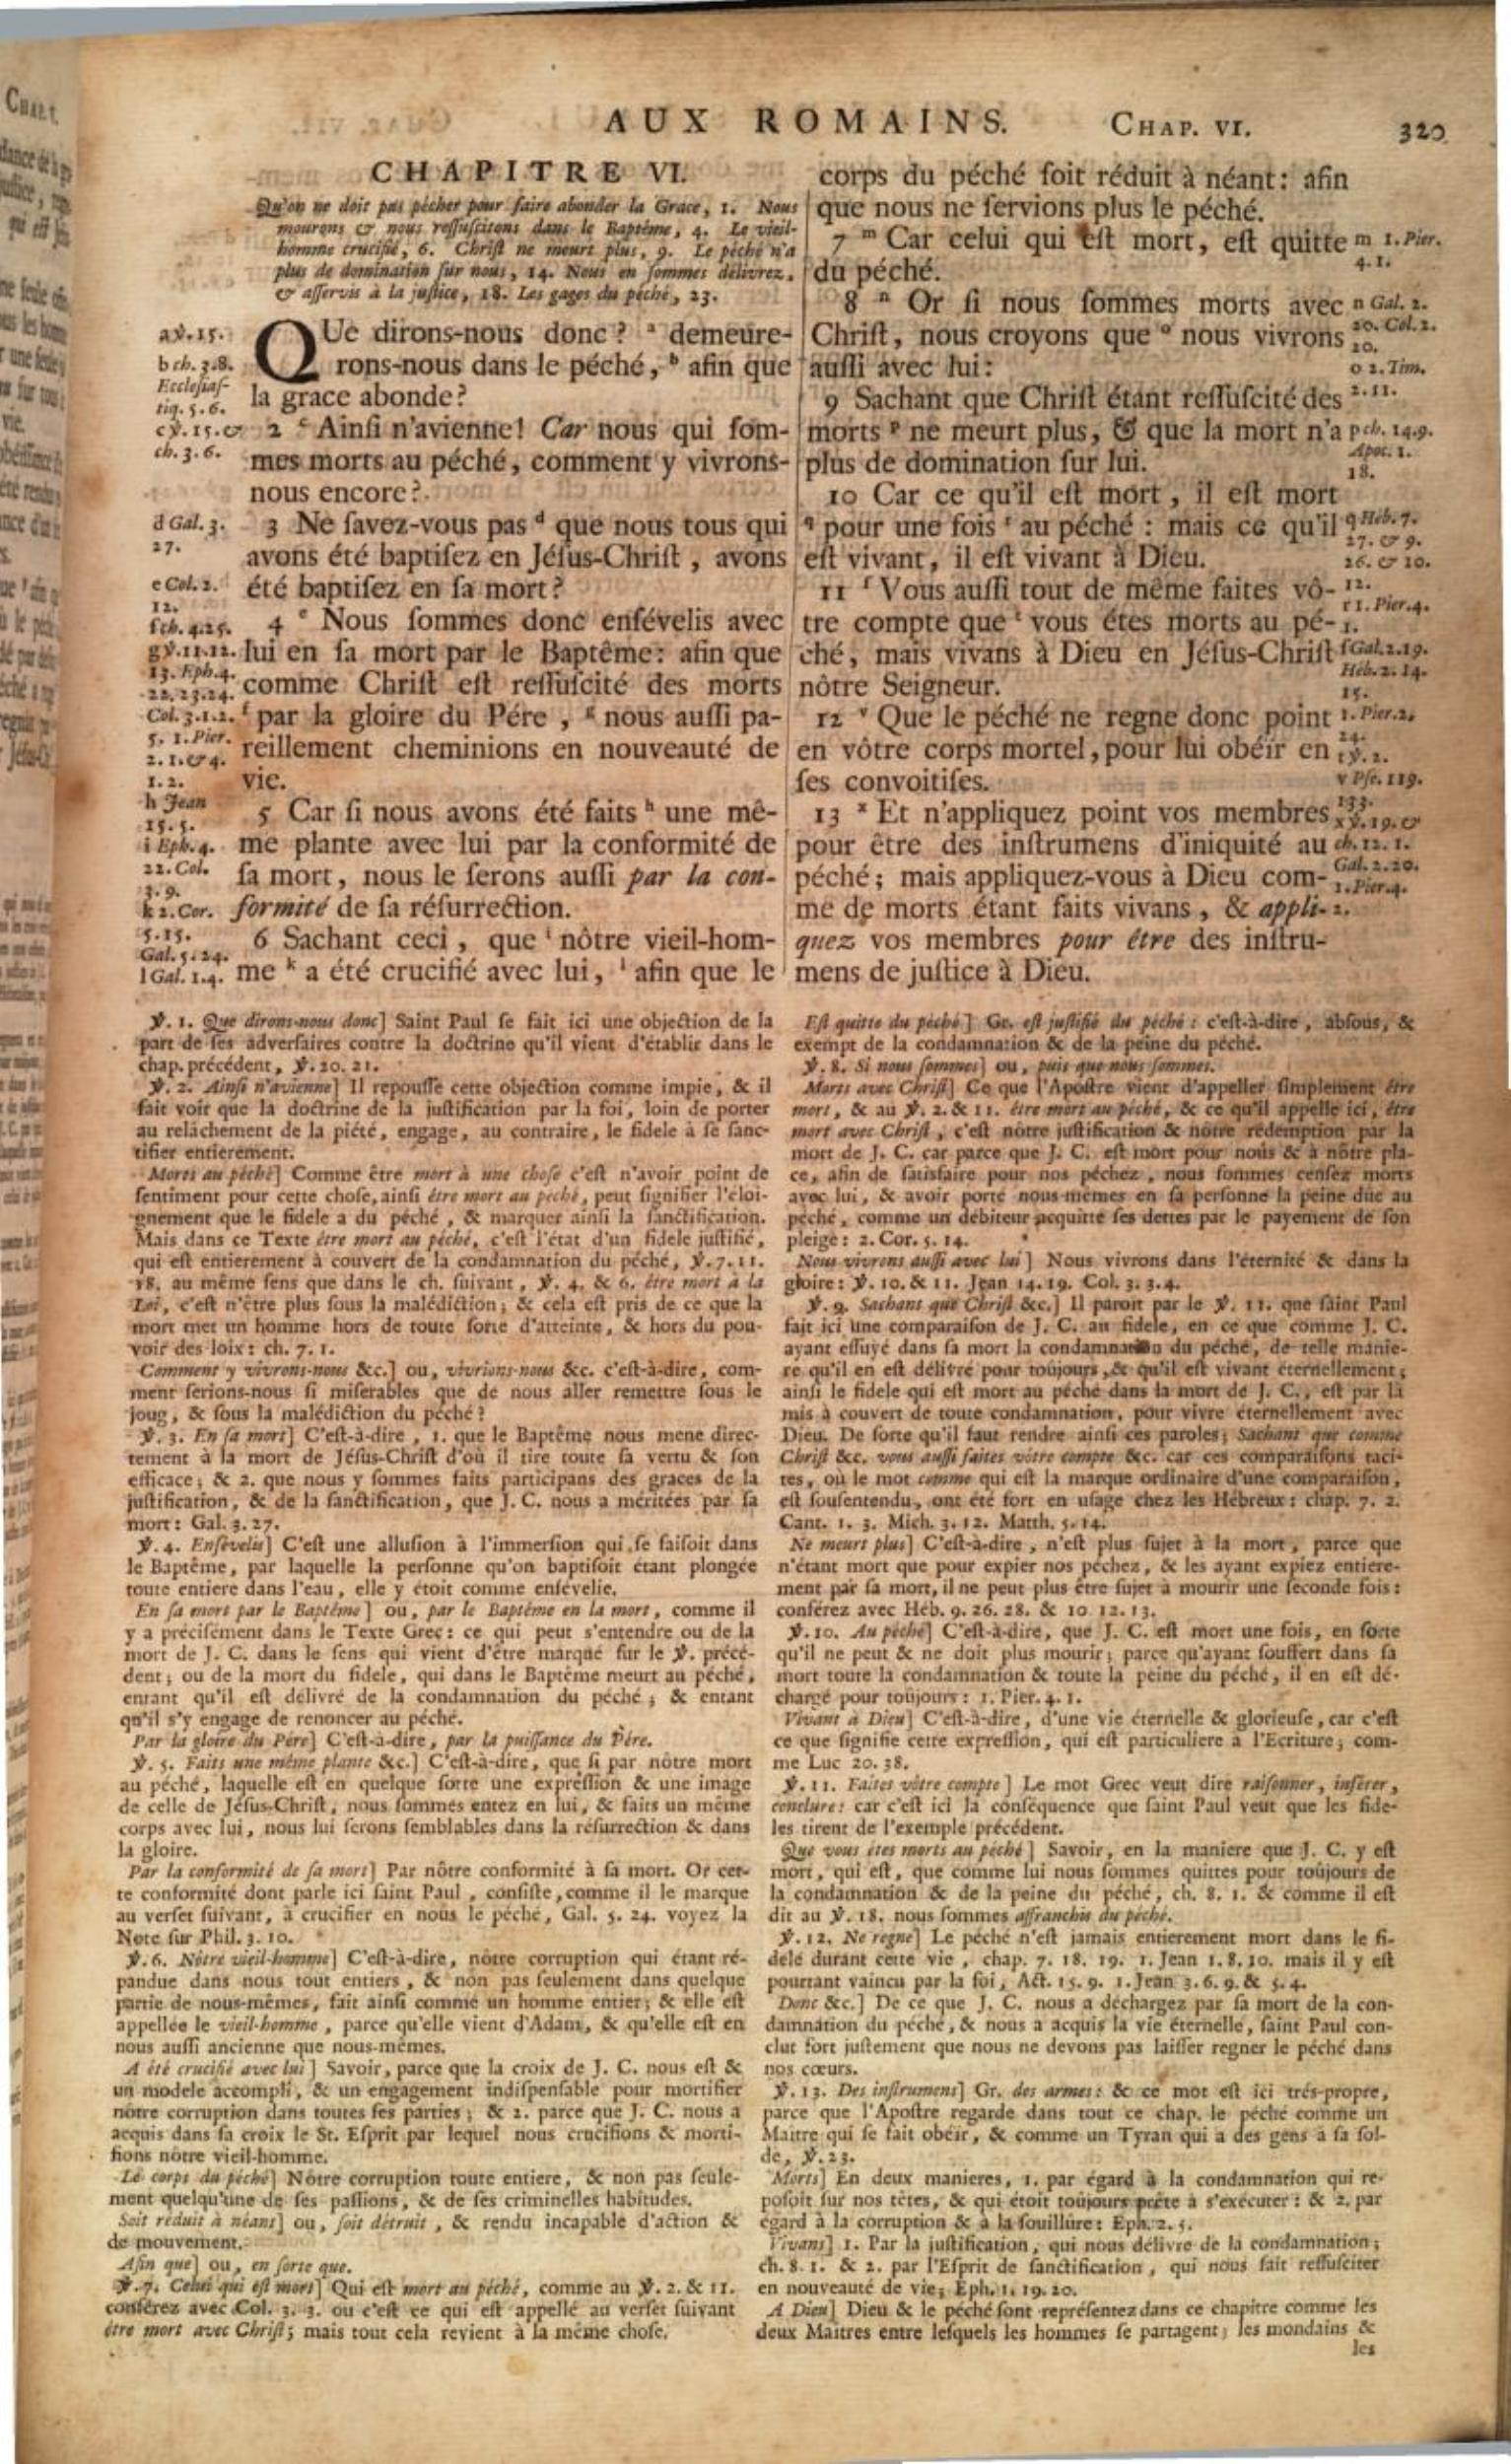 AUX ROMAINS. CHAP. VI. 320
CHAPITRE VI.
Qu'on ne doit pas pécher pour faire abonder la Grace, 1. Nous
mourons & nous ressuscitons dans le Baptême, 4. Le vieil-
homme crucifié, 6. Christ ne meurt plus, 9. Le péché n'a
plus de domination sur nous, 14. Nous en sommes délivrez,
& asservis à la justice, 18. Les gages du péché, 23.
QUe dirons-nous donc? ª demeure-
rons-nous dans le péché, ᵇ afin que
la grace abonde?
2 ᶜ Ainsi n'avienne! Car nous qui som-
mes morts au péché, comment y vivrons-
nous encore?
3 Ne savez-vous pas ᵈ que nous tous qui
avons été baptisez en Jésus-Christ, avons
été baptisez en sa mort?
4 ᵉ Nous sommes donc ensévelis avec
lui en sa mort par le Baptême: afin que
comme Christ est ressuscité des morts
ᶠ par la gloire du Pére, ᵍ nous aussi pa-
reillement cheminions en nouveauté de
vie.
5 Car si nous avons été faits ʰ une mê-
me plante avec lui par la conformité de
sa mort, nous le serons aussi par la con-
formité de sa résurrection.
6 Sachant ceci, que ⁱ nôtre vieil-hom-
me ᵏ a été crucifié avec lui, ˡ afin que le
a ℣. 15.
b ch. 3.8.
Ecclesias-
tiq. 5.6.
c ℣. 15. &
ch. 3. 6.
d Gal. 3.
27.
e Col. 2.
12.
f ch. 4.25.
g ℣. 11.12.
13. Eph. 4.
22. 23.24.
Col. 3.1.2.
5. 1. Pier.
2. 1. & 4.
1. 2.
h Jean
15. 5.
i Eph. 4.
22. Col.
3. 9.
k 2. Cor.
5. 15.
Gal. 5. 24.
l Gal. 1.4.
corps du péché soit réduit à néant: afin
que nous ne servions plus le péché.
7 ᵐ Car celui qui est mort, est quitte
du péché.
8 ⁿ Or si nous sommes morts avec
Christ, nous croyons que ᵒ nous vivrons
aussi avec lui:
9 Sachant que Christ étant ressuscité des
morts ᵖ ne meurt plus, & que la mort n'a
plus de domination sur lui.
10 Car ce qu'il est mort, il est mort
q pour une fois ʳ au péché: mais ce qu'il
est vivant, il est vivant à Dieu.
11 ˢ Vous aussi tout de même faites vô-
tre compte que ᵗ vous étes morts au pé-
ché, mais vivans à Dieu en Jésus-Christ
nôtre Seigneur.
12 ᵛ Que le péché ne regne donc point
en vôtre corps mortel, pour lui obéïr en
ses convoitises.
13 ˣ Et n'appliquez point vos membres
pour être des instrumens d'iniquité au
péché; mais appliquez-vous à Dieu com-
me de morts étant faits vivans, & appli-
quez vos membres pour être des instru-
mens de justice à Dieu.
m 1. Pier.
4. 1.
n Gal. 2.
20. Col. 2.
20.
o 2. Tim.
2. 11.
p ch. 14.9.
Apoc. 1.
18.
q Héb. 7.
27. & 9.
26. & 10.
12.
r 1. Pier. 4.
1.
s Gal. 2.19.
Héb. 2. 14.
15.
1. Pier. 2.
24.
t ℣. 2.
v Pse. 119.
133.
x ℣. 19. &
ch. 12. 1.
Gal. 2. 20.
1. Pier. 4.
2.
℣. 1. Que dirons-nous donc] Saint Paul se fait ici une objection de la
part de ses adversaires contre la doctrine qu'il vient d'établir dans le
chap. précédent, ℣. 20. 21.
℣. 2. Ainsi n'avienne] Il repousse cette objection comme impie, & il
fait voir que la doctrine de la justification par la foi, loin de porter
au relâchement de la piété, engage, au contraire, le fidele à se sanc-
tifier entierement.
Morts au péché] Comme être mort à une chose c'est n'avoir point de
sentiment pour cette chose, ainsi être mort au péché, peut signifier l'éloi-
gnement que le fidele a du péché, & marquer ainsi la sanctification.
Mais dans ce Texte être mort au péché, c'est l'état d'un fidele justifié,
qui est entierement à couvert de la condamnation du péché, ℣. 7. 11.
18. au même sens que dans le ch. suivant, ℣. 4. & 6. être mort à la
Loi, c'est n'être plus sous la malédiction; & cela est pris de ce que la
mort met un homme hors de toute sorte d'atteinte, & hors du pou-
voir des loix: ch. 7. 1.
Comment y vivrons-nous &c.] ou, vivrions-nous &c. c'est-à-dire, com-
ment serions-nous si miserables que de nous aller remettre sous le
joug, & sous la malédiction du péché?
℣. 3. En sa mort] C'est-à-dire, 1. que le Baptême nous mene direc-
tement à la mort de Jésus-Christ d'où il tire toute sa vertu & son
efficace; & 2. que nous y sommes faits participans des graces de la
justification, & de la sanctification, que J. C. nous a méritées par sa
mort: Gal. 3. 27.
℣. 4. Ensévelis] C'est une allusion à l'immersion qui se faisoit dans
le Baptême, par laquelle la personne qu'on baptisoit étant plongée
toute entiere dans l'eau, elle y étoit comme ensévelie.
En sa mort par le Baptême] ou, par le Baptême en la mort, comme il
y a précisément dans le Texte Grec: ce qui peut s'entendre ou de la
mort de J. C. dans le sens qui vient d'être marqué sur le ℣. précé-
dent; ou de la mort du fidele, qui dans le Baptême meurt au péché,
entant qu'il est délivré de la condamnation du péché; & entant
qu'il s'y engage de renoncer au péché.
Par la gloire du Pére] C'est-à-dire, par la puissance du Pére.
℣. 5. Faits une même plante &c.] C'est-à-dire, que si par nôtre mort
au péché, laquelle est en quelque sorte une expression & une image
de celle de Jésus-Christ, nous sommes entez en lui, & faits un même
corps avec lui, nous lui serons semblables dans la résurrection & dans
la gloire.
Par la conformité de sa mort] Par nôtre conformité à sa mort. Or cet-
te conformité dont parle ici saint Paul, consiste, comme il le marque
au verset suivant, à crucifier en nous le péché, Gal. 5. 24. voyez la
Note sur Phil. 3. 10.
℣. 6. Nôtre vieil-homme] C'est-à-dire, nôtre corruption qui étant ré-
pandue dans nous tout entiers, & non pas seulement dans quelque
partie de nous-mêmes, fait ainsi comme un homme entier; & elle est
appellée le vieil-homme, parce qu'elle vient d'Adam, & qu'elle est en
nous aussi ancienne que nous-mêmes.
A été crucifié avec lui] Savoir, parce que la croix de J. C. nous est &
un modele accompli, & un engagement indispensable pour mortifier
nôtre corruption dans toutes ses parties; & 2. parce que J. C. nous a
acquis dans sa croix le St. Esprit par lequel nous crucifions & morti-
fions nôtre vieil-homme.
Le corps du péché] Nôtre corruption toute entiere, & non pas seule-
ment quelqu'une de ses passions, & de ses criminelles habitudes.
Soit réduit à néant] ou, soit détruit, & rendu incapable d'action &
de mouvement.
Afin que] ou, en sorte que.
℣. 7. Celui qui est mort] Qui est mort au péché, comme au ℣. 2. & 11.
conférez avec Col. 3. 3. ou c'est ce qui est appellé au verset suivant
être mort avec Christ; mais tout cela revient à la même chose.
Est quitte du péché] Gr. est justifié du péché: c'est-à-dire, absous, &
exempt de la condamnation & de la peine du péché.
℣. 8. Si nous sommes] ou, puis que nous sommes.
Morts avec Christ] Ce que l'Apostre vient d'appeller simplement être
mort, & au ℣. 2. & 11. être mort au péché, & ce qu'il appelle ici, être
mort avec Christ, c'est nôtre justification & nôtre rédemption par la
mort de J. C. car parce que J. C. est mort pour nous & à nôtre pla-
ce, afin de satisfaire pour nos péchez, nous sommes censez morts
avec lui, & avoir porté nous-mêmes en sa personne la peine düe au
péché, comme un débiteur acquitte ses dettes par le payement de son
pleige: 2. Cor. 5. 14.
Nous vivrons aussi avec lui] Nous vivrons dans l'éternité & dans la
gloire: ℣. 10. & 11. Jean 14. 19. Col. 3. 3. 4.
℣. 9. Sachans que Christ &c.] Il paroit par le ℣. 11. que saint Paul
fait ici une comparaison de J. C. au fidele, en ce que comme J. C.
ayant essuyé dans sa mort la condamnation du péché, de telle manie-
re qu'il en est délivré pour toûjours, & qu'il est vivant éternellement;
ainsi le fidele qui est mort au péché dans la mort de J. C., est par là
mis à couvert de toute condamnation, pour vivre éternellement avec
Dieu. De sorte qu'il faut rendre ainsi ces paroles; Sachant que comme
Christ &c. vous aussi faites vôtre compte &c. car ces comparaisons taci-
tes, où le mot comme qui est la marque ordinaire d'une comparaison,
est sousentendu, ont été fort en usage chez les Hébreux: chap. 7. 2.
Cant. 1. 3. Mich. 3. 12. Matth. 5. 14.
Ne meurt plus] C'est-à-dire, n'est plus sujet à la mort, parce que
n'étant mort que pour expier nos péchez, & les ayant expiez entiere-
ment par sa mort, il ne peut plus être sujet à mourir une seconde fois:
conférez avec Héb. 9. 26. 28. & 10. 12. 13.
℣. 10. Au péché] C'est-à-dire, que J. C. est mort une fois, en sorte
qu'il ne peut & ne doit plus mourir; parce qu'ayant souffert dans sa
mort toute la condamnation & toute la peine du péché, il en est dé-
chargé pour toûjours: 1. Pier. 4. 1.
Vivant à Dieu] C'est-à-dire, d'une vie éternelle & glorieuse, car c'est
ce que signifie cette expression, qui est particuliere à l'Ecriture; com-
me Luc 20. 38.
℣. 11. Faites vôtre compte] Le mot Grec veut dire raisonner, inférer,
conclure: car c'est ici la conséquence que saint Paul veut que les fide-
les tirent de l'exemple précédent.
Que vous étes morts au péché] Savoir, en la maniere que J. C. y est
mort, qui est, que comme lui nous sommes quittes pour toûjours de
la condamnation & de la peine du péché, ch. 8. 1. & comme il est
dit au ℣. 18. nous sommes affranchis du péché.
℣. 12. Ne regne] Le péché n'est jamais entierement mort dans le fi-
dele durant cette vie, chap. 7. 18. 19. 1. Jean 1. 8. 10. mais il y est
pourtant vaincu par la foi, Act. 15. 9. 1. Jean 3. 6. 9. & 5. 4.
Donc &c.] De ce que J. C. nous a déchargez par sa mort de la con-
damnation du péché, & nous a acquis la vie éternelle, saint Paul con-
clut fort justement que nous ne devons pas laisser regner le péché dans
nos cœurs.
℣. 13. Des instrumens] Gr. des armes: & ce mot est ici trés-propre,
parce que l'Apostre regarde dans tout ce chap. le péché comme un
Maître qui se fait obéïr, & comme un Tyran qui a des gens à sa sol-
de, ℣. 23.
Morts] En deux manieres, 1. par égard à la condamnation qui re-
posoit sur nos têtes, & qui étoit toûjours prête à s'exécuter: & 2. par
égard à la corruption & à la souillûre: Eph. 2. 5.
Vivans] 1. Par la justification, qui nous délivre de la condamnation;
ch. 8. 1. & 2. par l'Esprit de sanctification, qui nous fait ressusciter
en nouveauté de vie; Eph. 1. 19. 20.
A Dieu] Dieu & le péché sont représentez dans ce chapitre comme les
deux Maîtres entre lesquels les hommes se partagent; les mondains &
les